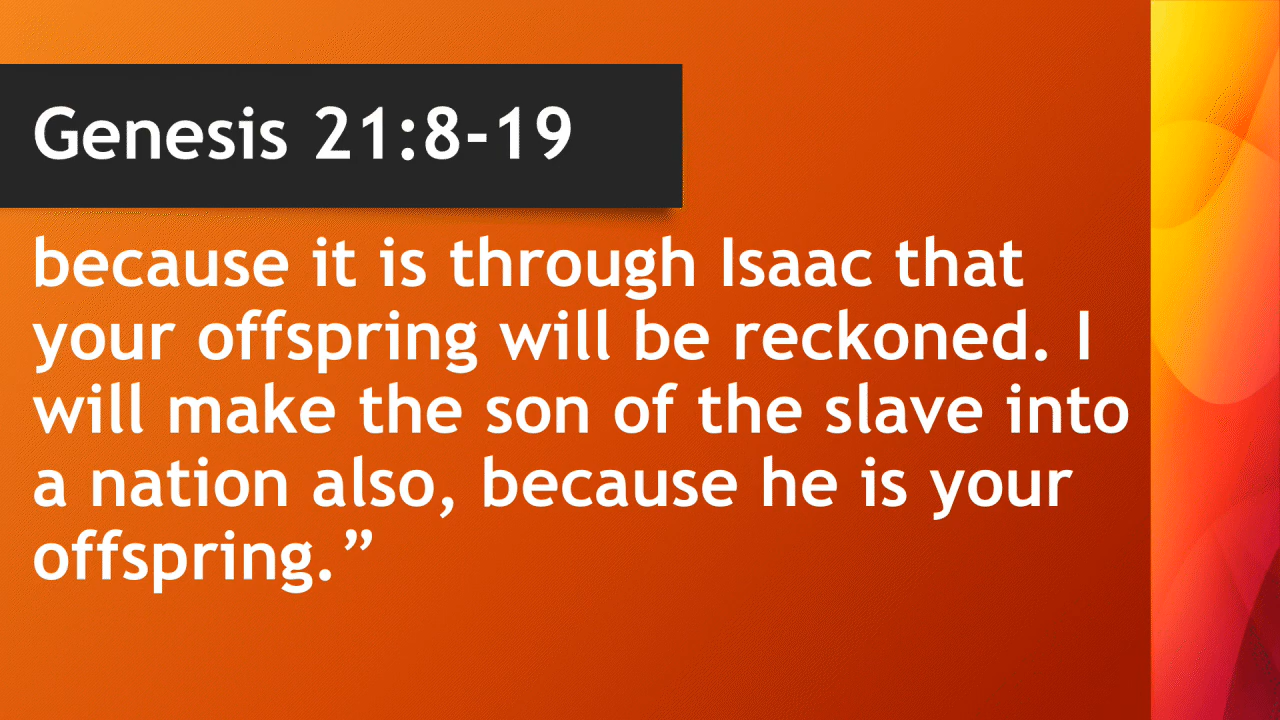 Genesis 21:8-19
because it is through Isaac that
your offspring will be reckoned. I
will make the son of the slave into
a nation also, because he is your
offspring.”